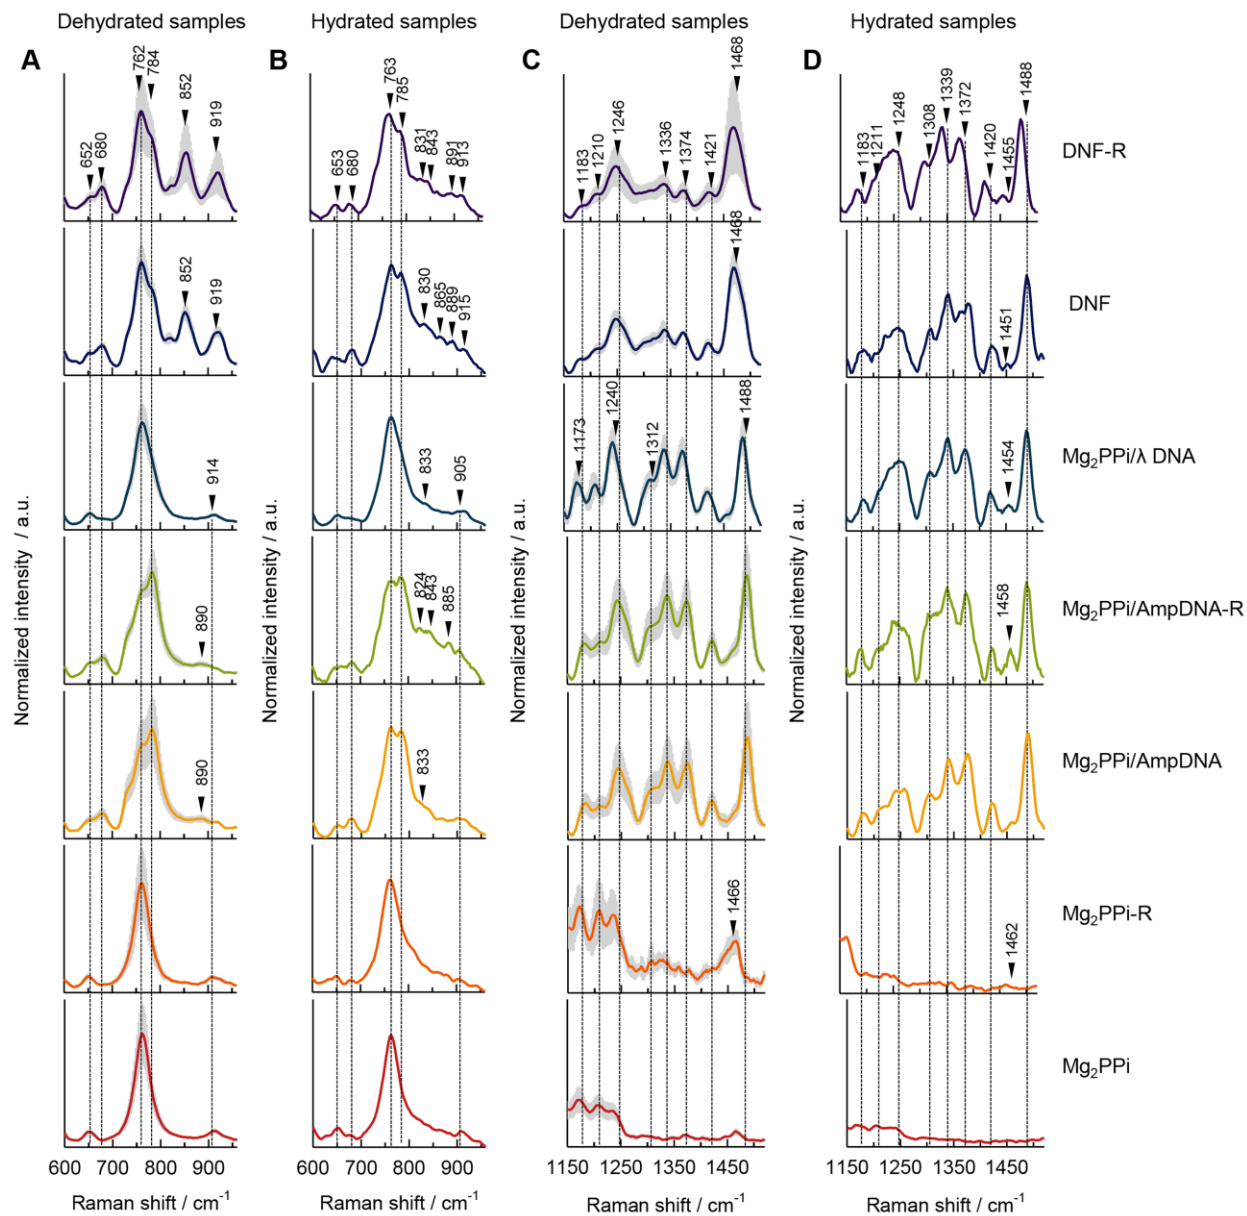 Dehydrated samples
Hydrated samples
Dehydrated samples
Hydrated samples
A
B
C
D
652
680
762
784
852
919
653
680
763
785
831
843
891
913
1183
1210
1246
1336
1374
1421
1468
1183
1211
1248
1308
1339
1372
1420
1455
1488
DNF-R
852
919
830
865
889
915
1468
1451
DNF
914
833
905
1173
1240
1312
1488
1454
Mg₂PPi/λ DNA
890
824
843
885
1458
Mg₂PPi/AmpDNA-R
890
833
Mg₂PPi/AmpDNA
1466
1462
Mg₂PPi-R
Mg₂PPi
Normalized intensity / a.u.
Normalized intensity / a.u.
Normalized intensity / a.u.
Normalized intensity / a.u.
600 700 800 900
600 700 800 900
1150 1250 1350 1450
1150 1250 1350 1450
Raman shift / cm⁻¹
Raman shift / cm⁻¹
Raman shift / cm⁻¹
Raman shift / cm⁻¹